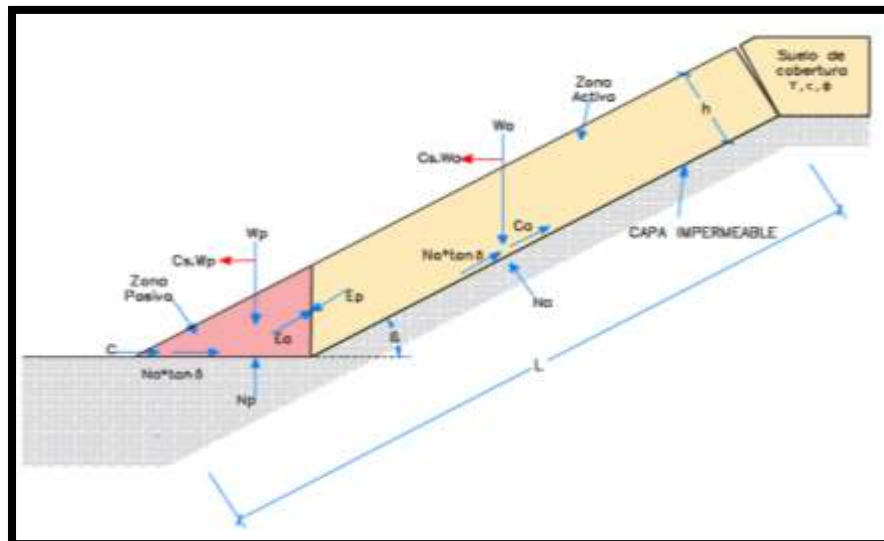 Suelo de
cobertura
γ,c,φ
Zona
Activa
h
Wa
Cs.Wa
Ca
Na*tan δ
CAPA IMPERMEABLE
Na
Wp
Cs.Wp
Zona
Pasiva
Ep
Ea
β
C
Na*tan δ
Np
L